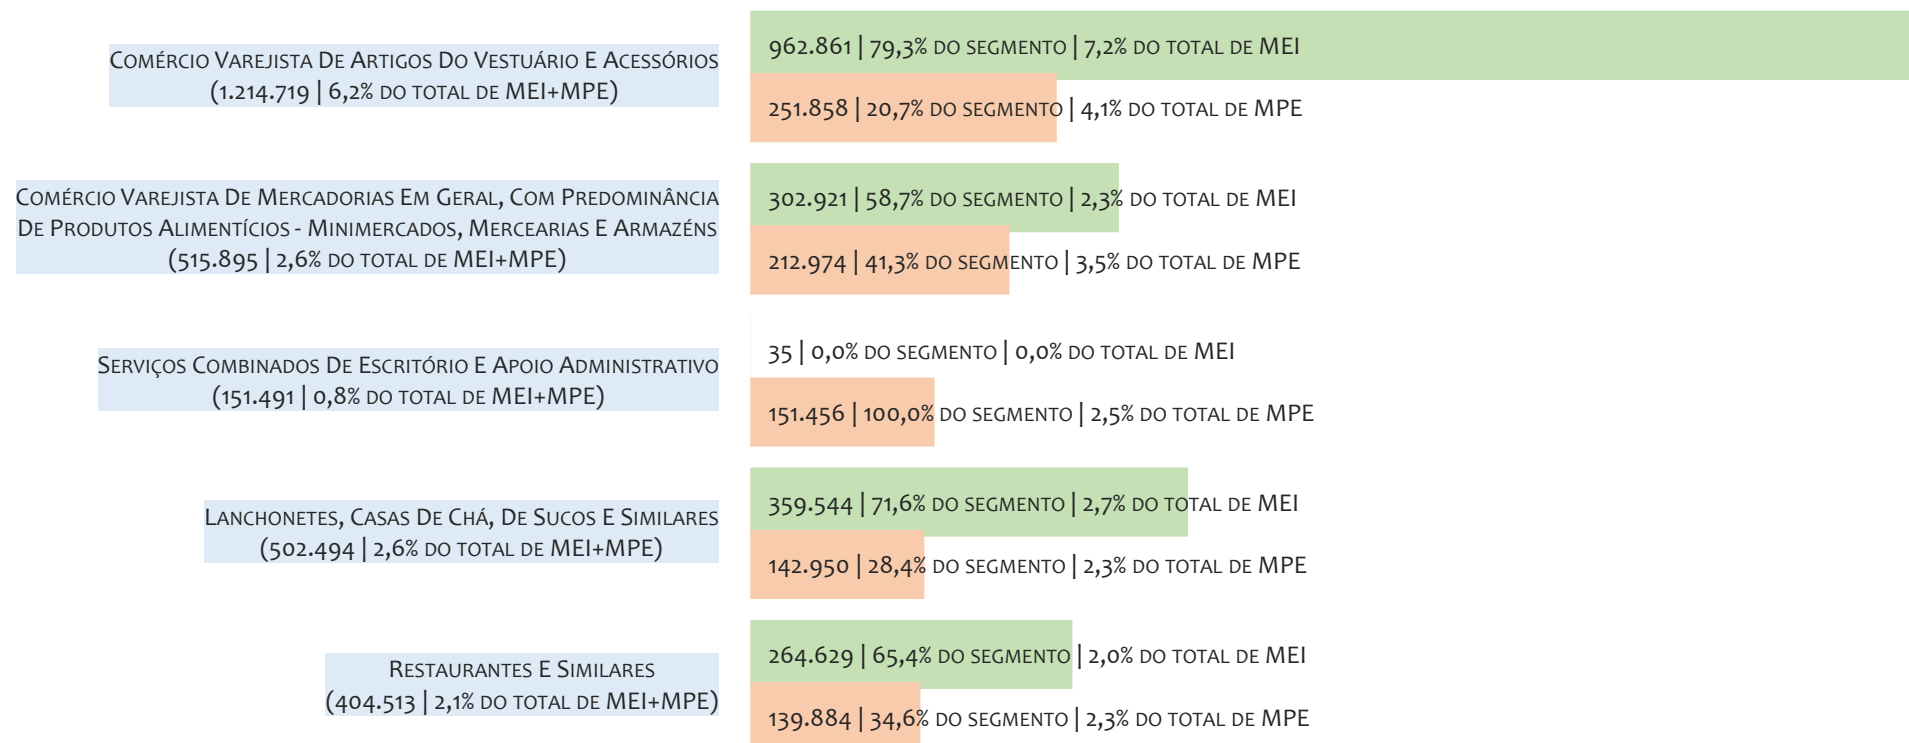 Comércio Varejista De Artigos Do Vestuário E Acessórios
(1.214.719 | 6,2% do total de MEI+MPE)
962.861 | 79,3% do segmento | 7,2% do total de MEI
251.858 | 20,7% do segmento | 4,1% do total de MPE
Comércio Varejista De Mercadorias Em Geral, Com Predominância
De Produtos Alimentícios - Minimercados, Mercearias E Armazéns
(515.895 | 2,6% do total de MEI+MPE)
302.921 | 58,7% do segmento | 2,3% do total de MEI
212.974 | 41,3% do segmento | 3,5% do total de MPE
Serviços Combinados De Escritório E Apoio Administrativo
(151.491 | 0,8% do total de MEI+MPE)
35 | 0,0% do segmento | 0,0% do total de MEI
151.456 | 100,0% do segmento | 2,5% do total de MPE
Lanchonetes, Casas De Chá, De Sucos E Similares
(502.494 | 2,6% do total de MEI+MPE)
359.544 | 71,6% do segmento | 2,7% do total de MEI
142.950 | 28,4% do segmento | 2,3% do total de MPE
Restaurantes E Similares
(404.513 | 2,1% do total de MEI+MPE)
264.629 | 65,4% do segmento | 2,0% do total de MEI
139.884 | 34,6% do segmento | 2,3% do total de MPE